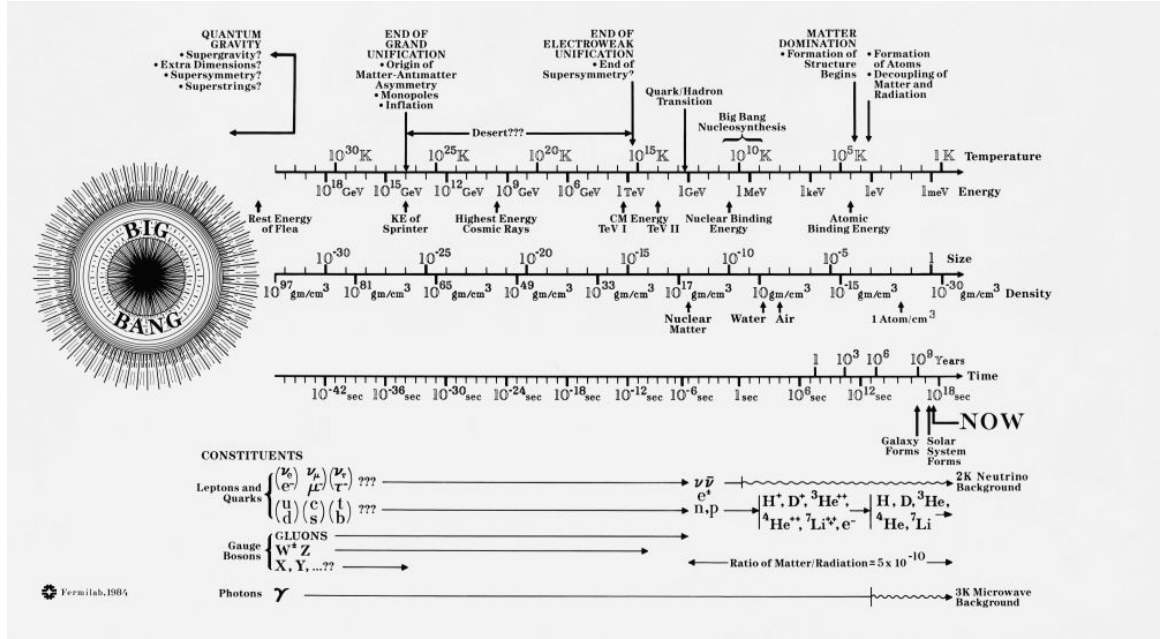 QUANTUM
GRAVITY
• Supergravity?
• Extra Dimensions?
• Supersymmetry?
• Superstrings?
END OF
GRAND
UNIFICATION
• Origin of
Matter-Antimatter
Asymmetry
• Monopoles
• Inflation
END OF
ELECTROWEAK
UNIFICATION
• End of
Supersymmetry?
MATTER
DOMINATION
• Formation of
Structure
Begins
• Formation
of Atoms
• Decoupling of
Matter and
Radiation
Quark/Hadron
Transition
Big Bang
Nucleosynthesis
Desert???
10³⁰K 10²⁵K 10²⁰K 10¹⁵K 10¹⁰K 10⁵K 1K Temperature
10¹⁸GeV 10¹⁵GeV 10¹²GeV 10⁹GeV 10⁶GeV 1TeV 1GeV 1MeV 1keV 1eV 1meV Energy
Rest Energy
of Flea
KE of
Sprinter
Highest Energy
Cosmic Rays
CM Energy
TeV I TeV II
Nuclear Binding
Energy
Atomic
Binding Energy
BIG
BANG
10⁻³⁰ 10⁻²⁵ 10⁻²⁰ 10⁻¹⁵ 10⁻¹⁰ 10⁻⁵ 1 Size
10⁹⁷gm/cm³ 10⁸¹gm/cm³ 10⁶⁵gm/cm³ 10⁴⁹gm/cm³ 10³³gm/cm³ 10¹⁷gm/cm³ 10gm/cm³ 10⁻¹⁵gm/cm³ 10⁻³⁰gm/cm³ Density
Nuclear
Matter
Water
Air
1 Atom/cm³
1 10³ 10⁶ 10⁹ Years
Time
10⁻⁴²sec 10⁻³⁶sec 10⁻³⁰sec 10⁻²⁴sec 10⁻¹⁸sec 10⁻¹²sec 10⁻⁶sec 1sec 10⁶sec 10¹²sec 10¹⁸sec
NOW
Galaxy
Forms
Solar
System
Forms
CONSTITUENTS
Leptons and
Quarks
(νe) νμ)(ντ)
(e⁻) μ⁻)(τ⁻) ???
(u)(c)(t)
(d)(s)(b) ???
ν ν̄
e±
n,p
H⁺, D⁺, ³He⁺⁺,
⁴He⁺⁺, ⁷Li⁺⁺, e⁻
H, D, ³He,
⁴He, ⁷Li
2K Neutrino
Background
Gauge
Bosons
GLUONS
W± Z
X, Y, ...??
Ratio of Matter/Radiation = 5 x 10⁻¹⁰
Photons γ
3K Microwave
Background
Fermilab, 1984